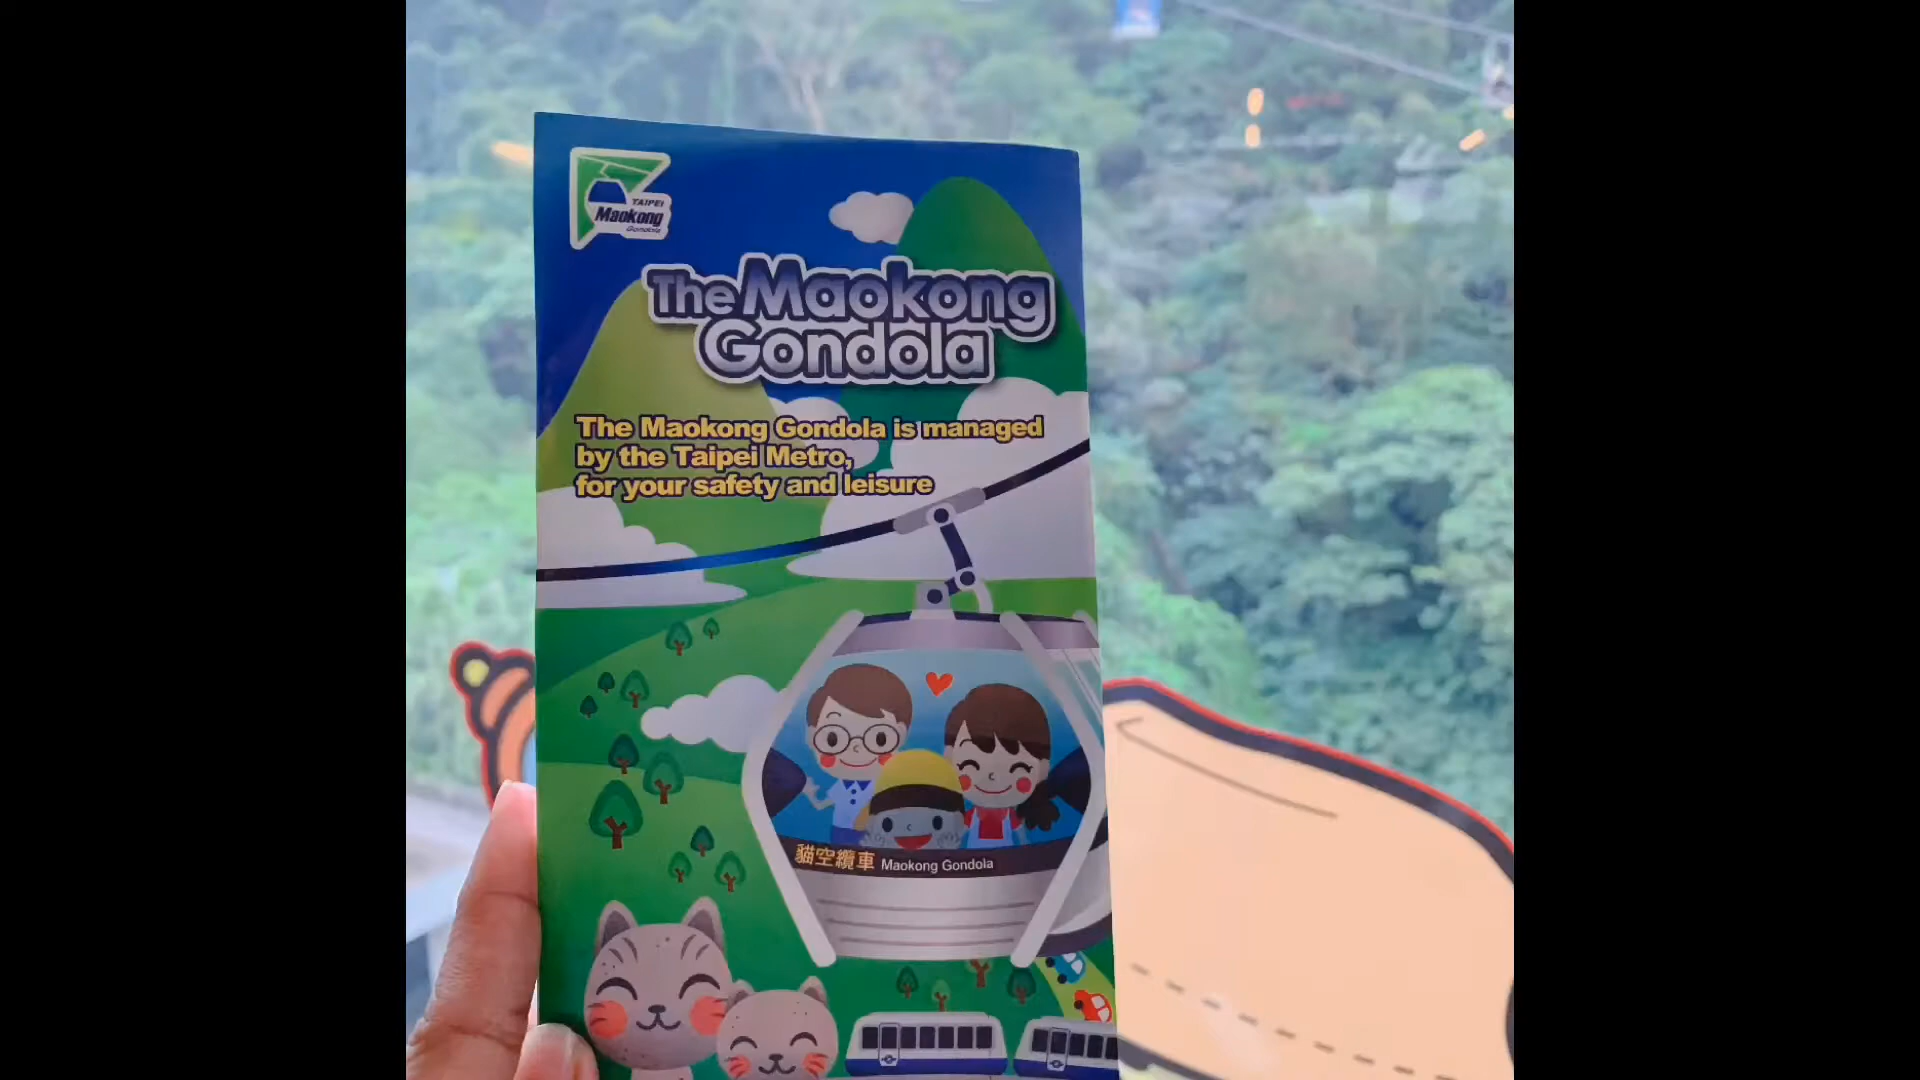 TAIPEI
Maokong
Gondola
The Maokong
Gondola
The Maokong Gondola is managed
by the Taipei Metro,
for your safety and leisure
貓空纜車 Maokong Gondola